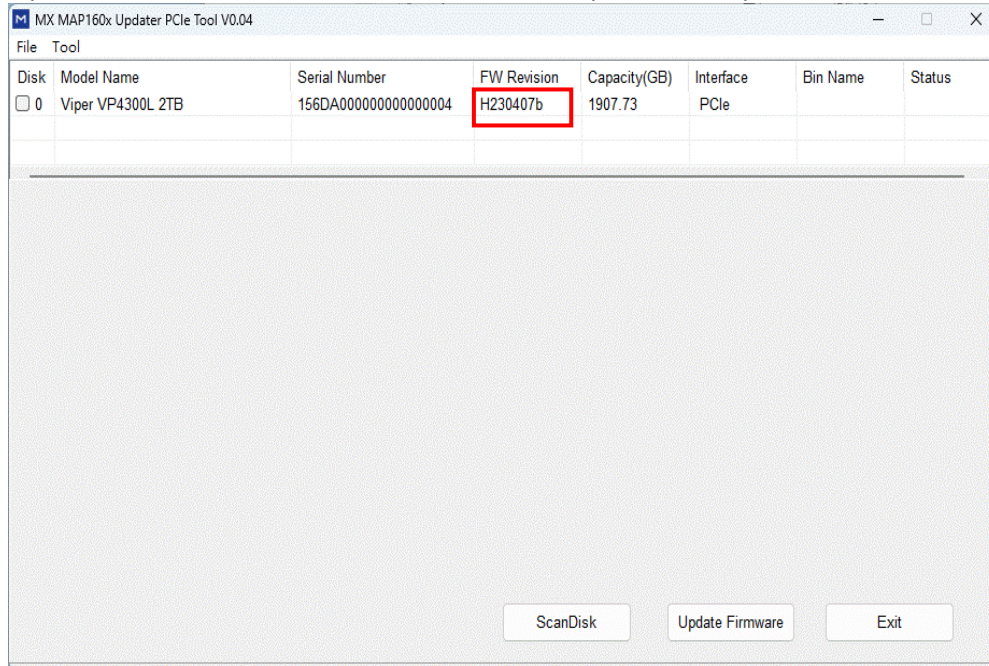 MX MAP160x Updater PCIe Tool V0.04
File Tool
Disk Model Name Serial Number FW Revision Capacity(GB) Interface Bin Name Status
0 Viper VP4300L 2TB 156DA000000000000004 H230407b 1907.73 PCIe
ScanDisk Update Firmware Exit